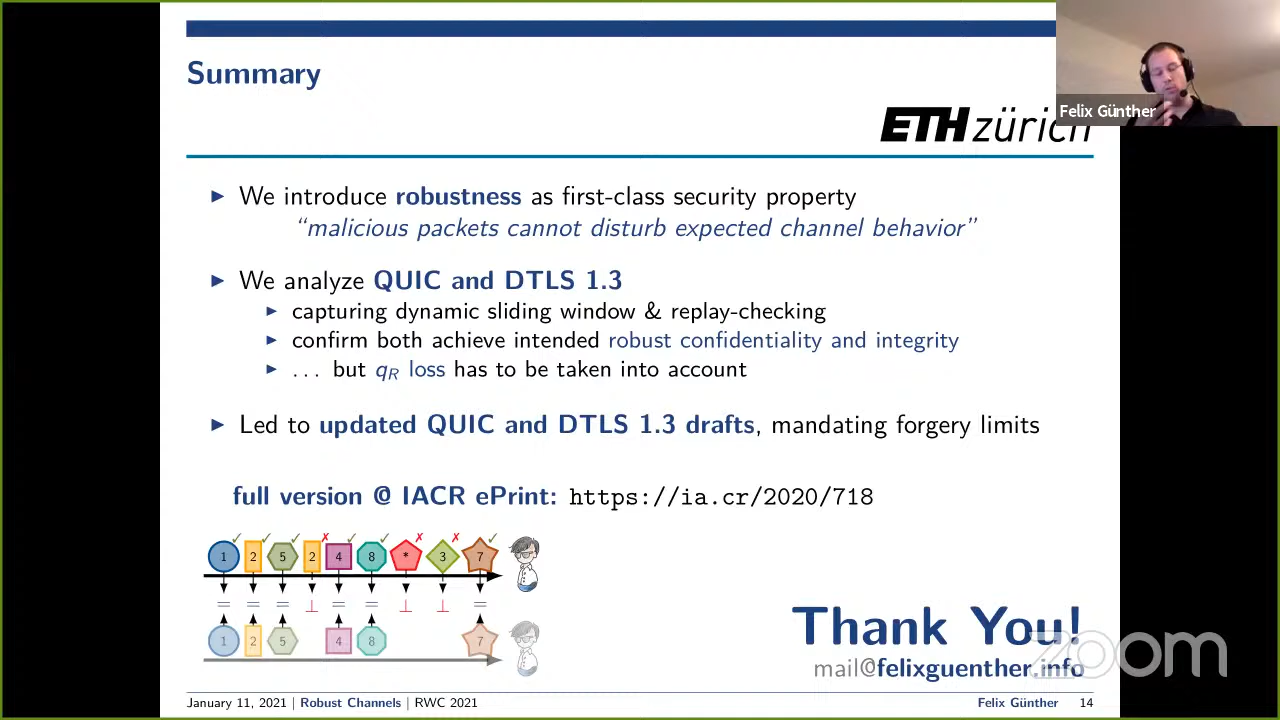 Summary
Felix Günther
ETH zürich
▶ We introduce robustness as first-class security property
“malicious packets cannot disturb expected channel behavior”
▶ We analyze QUIC and DTLS 1.3
▶ capturing dynamic sliding window & replay-checking
▶ confirm both achieve intended robust confidentiality and integrity
▶ ... but qR loss has to be taken into account
▶ Led to updated QUIC and DTLS 1.3 drafts, mandating forgery limits
full version @ IACR ePrint: https://ia.cr/2020/718
✓ ✓ ✓ ✗ ✓ ✓ ✗ ✗ ✓
1 2 5 2 4 8 * 3 7
= = = ⊥ = = ⊥ ⊥ =
1 2 5 4 8 7
Thank You!
zoom
mail@felixguenther.info
January 11, 2021 | Robust Channels | RWC 2021
Felix Günther 14